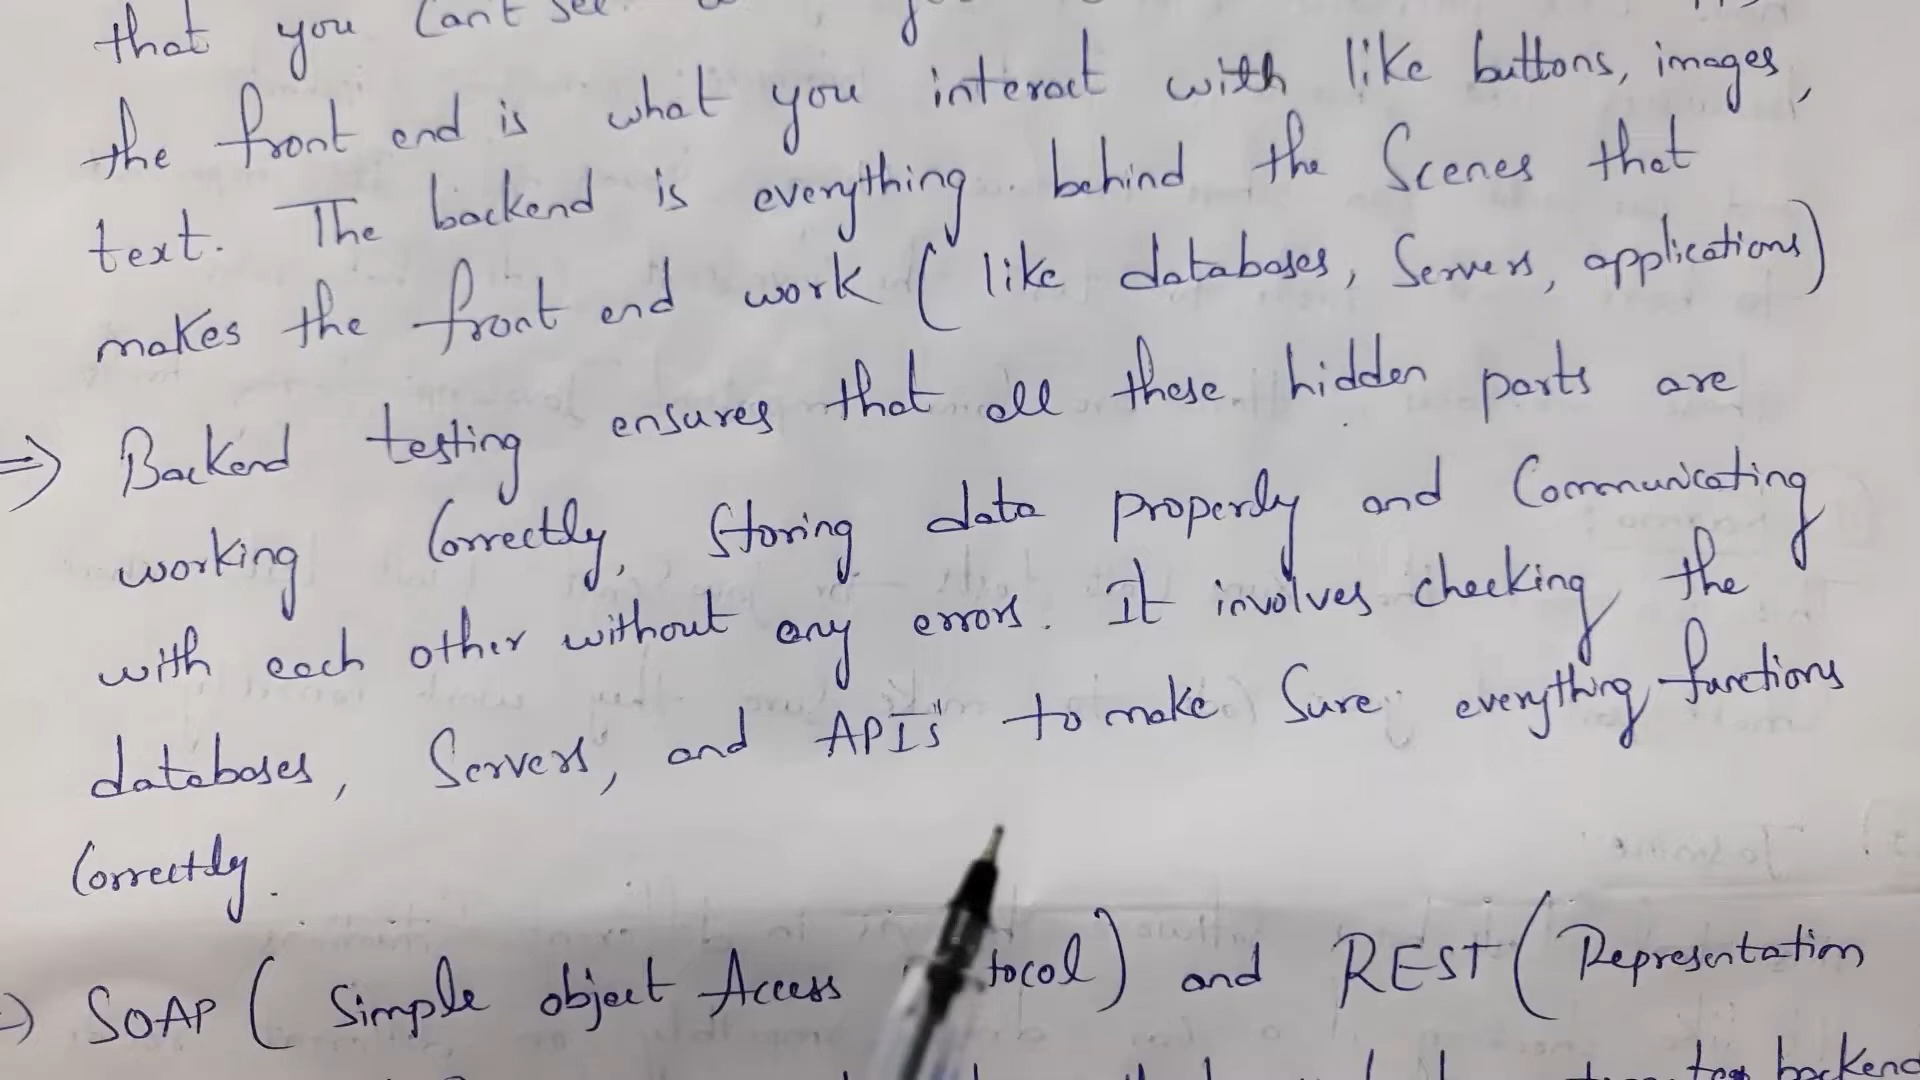 that you Can't see
the front end is what you interact with like buttons, images,
text. The backend is everything behind the Scenes that
makes the front end work ( like databases, Servers, applications)
=> Backend testing ensures that all these hidden parts are
working Correctly, Storing data properly and Communicating
with each other without any errors. It involves checking the
databases, Servers, and APIs to make Sure everything functions
Correctly.
=> SOAP ( Simple object Access tocol) and REST ( Representation
backend